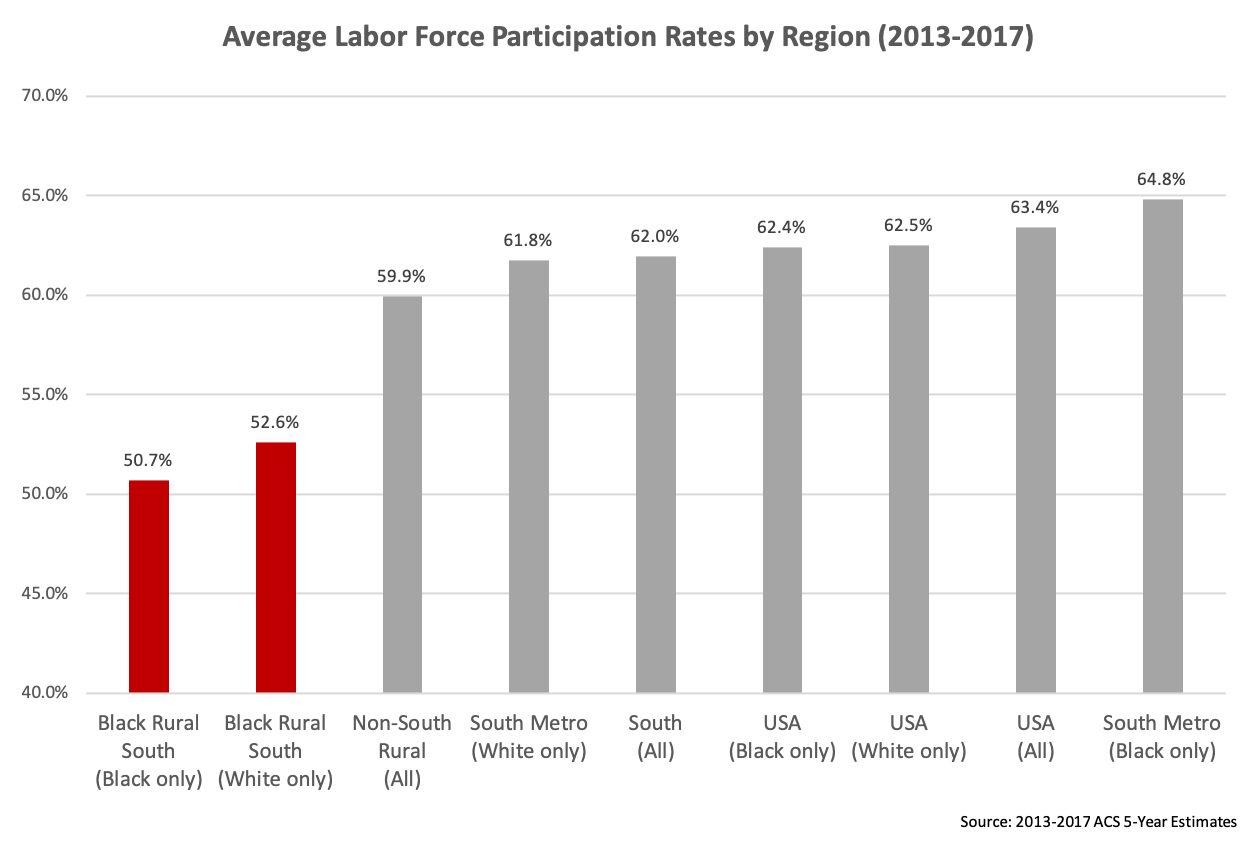 Average Labor Force Participation Rates by Region (2013-2017)
70.0%
65.0%
60.0%
55.0%
50.0%
45.0%
40.0%
50.7%
52.6%
59.9%
61.8%
62.0%
62.4%
62.5%
63.4%
64.8%
Black Rural
South
(Black only)
Black Rural
South
(White only)
Non-South
Rural
(All)
South Metro
(White only)
South
(All)
USA
(Black only)
USA
(White only)
USA
(All)
South Metro
(Black only)
Source: 2013-2017 ACS 5-Year Estimates